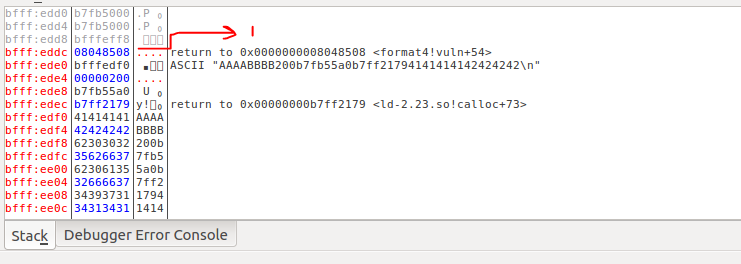 bfff:edd0 b7fb5000 .P
bfff:edd4 b7fb5000 .P
bfff:edd8 bfffeff8
bfff:eddc 08048508 .... return to 0x0000000008048508 <format4!vuln+54>
bfff:ede0 bfffedf0 ASCII "AAAABBBB200b7fb55a0b7ff21794141414142424242\n"
bfff:ede4 00000200 ....
bfff:ede8 b7fb55a0 U
bfff:edec b7ff2179 y! return to 0x00000000b7ff2179 <ld-2.23.so!calloc+73>
bfff:edf0 41414141 AAAA
bfff:edf4 42424242 BBBB
bfff:edf8 62303032 200b
bfff:edfc 35626637 7fb5
bfff:ee00 62306135 5a0b
bfff:ee04 32666637 7ff2
bfff:ee08 34393731 1794
bfff:ee0c 34313431 1414
Stack Debugger Error Console